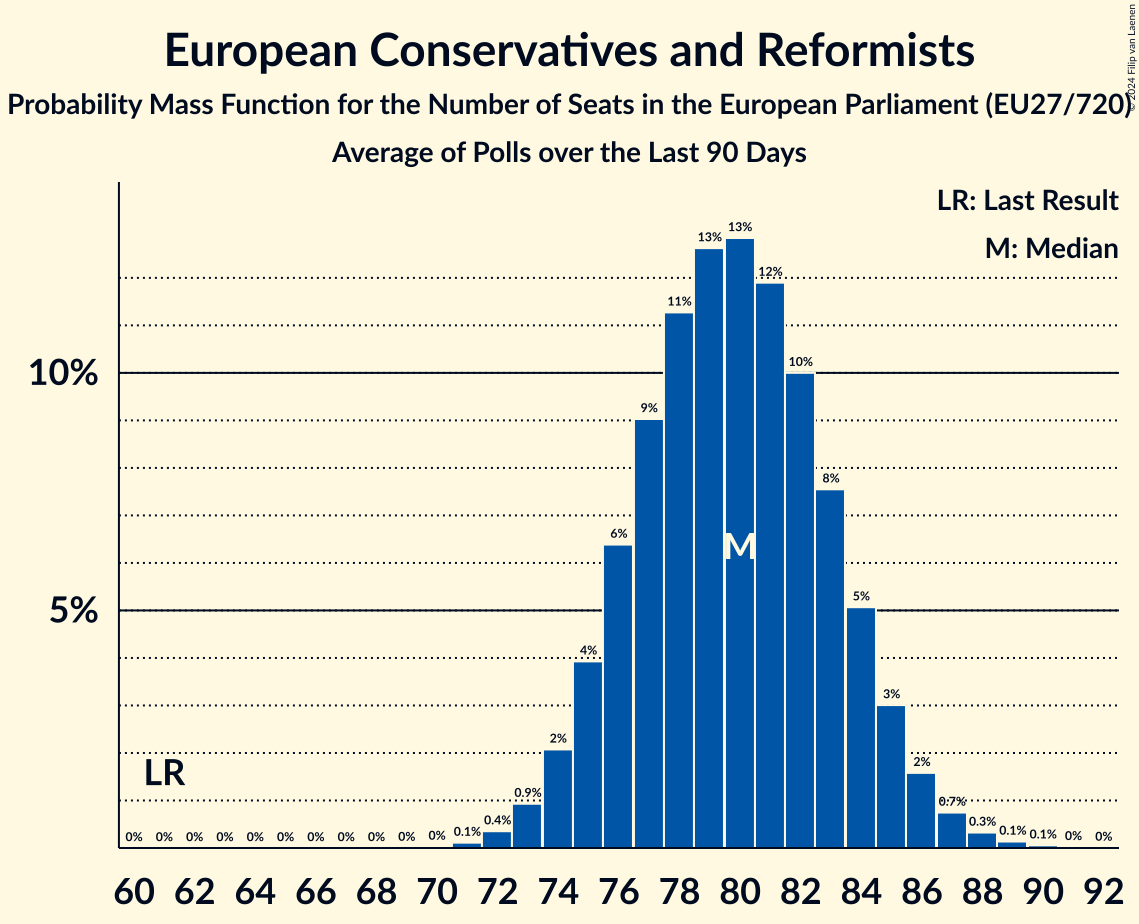 European Conservatives and Reformists
© 2024 Filip van Laenen
Probability Mass Function for the Number of Seats in the European Parliament (EU27/720)
Average of Polls over the Last 90 Days
LR: Last Result
M: Median
13% 13%
12%
11%
10%
10%
9%
8%
6%
M
5%
5%
4%
3%
2%
2%
LR
0.9%
0.7%
0.4%
0.3%
0% 0% 0% 0% 0% 0% 0% 0% 0% 0% 0% 0.1% 0.1% 0.1% 0% 0%
60 62 64 66 68 70 72 74 76 78 80 82 84 86 88 90 92